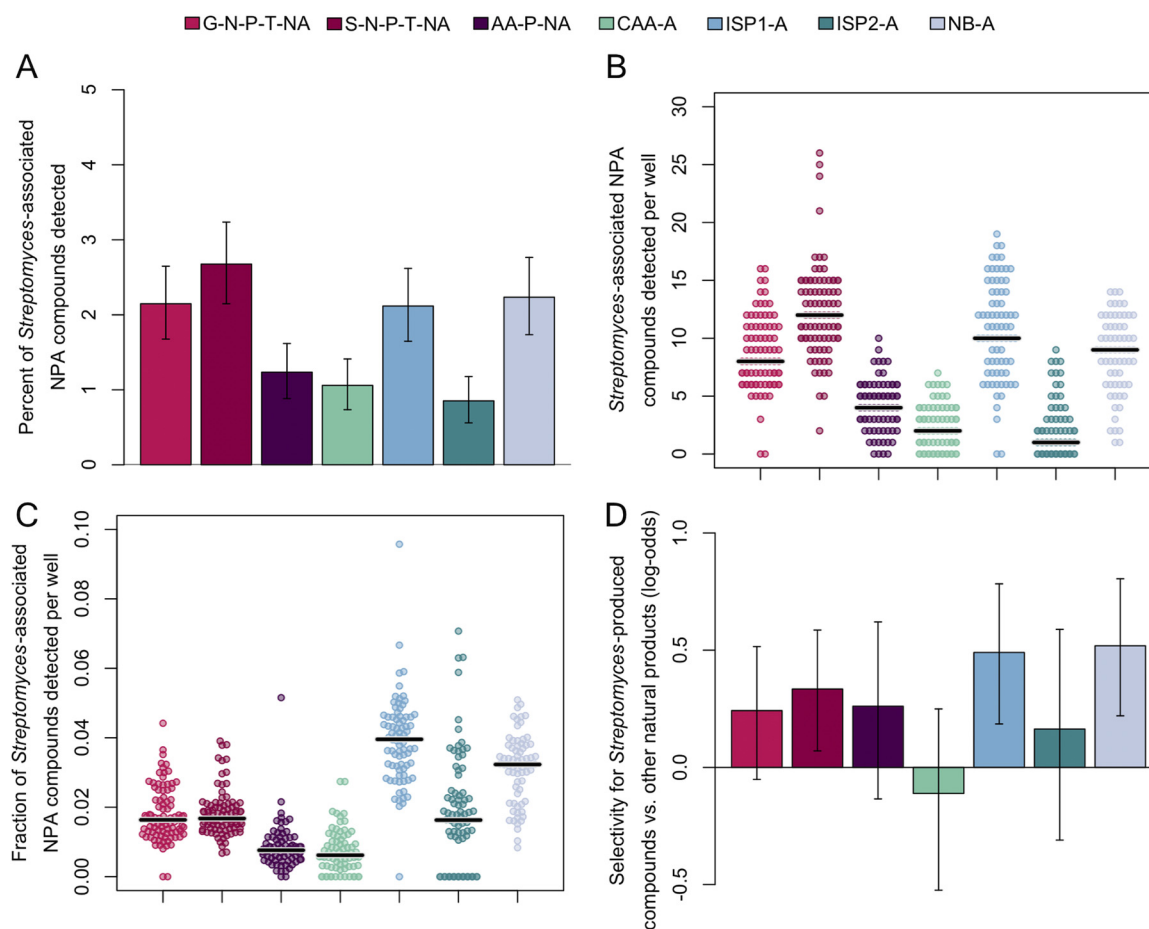 G-N-P-T-NA S-N-P-T-NA AA-P-NA CAA-A ISP1-A ISP2-A NB-A
A
Percent of Streptomyces-associated
NPA compounds detected
5
4
3
2
1
0
B
Streptomyces-associated NPA
compounds detected per well
30
25
20
15
10
5
0
C
Fraction of Streptomyces-associated
NPA compounds detected per well
0.10
0.08
0.06
0.04
0.02
0.00
D
Selectivity for Streptomyces-produced
compounds vs. other natural products (log-odds)
1.0
0.5
0.0
-0.5